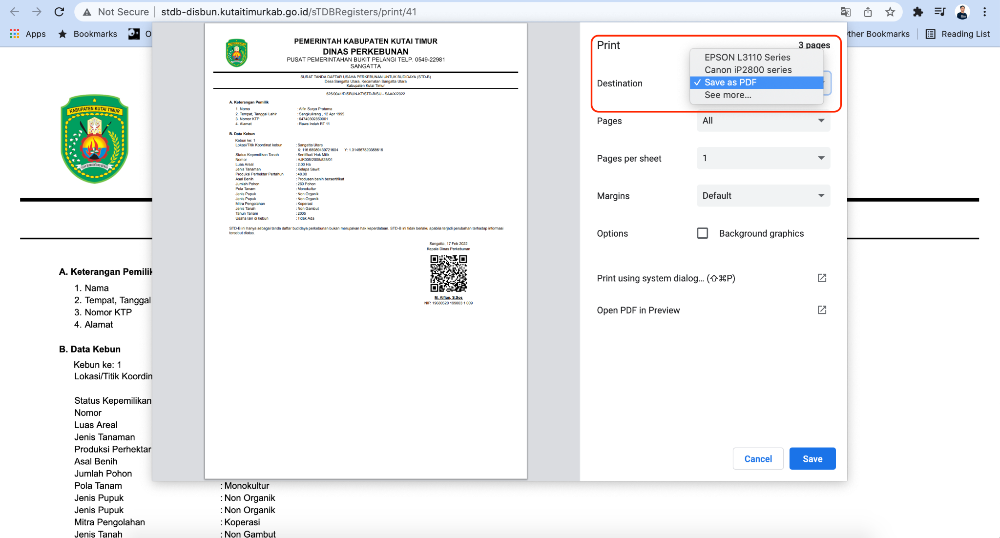 Not Secure
stdb-disbun.kutaitimurkab.go.id/sTDBRegisters/print/41
Apps
Bookmarks
O
ther Bookmarks
Reading List
KABUPATEN KUTAI TIMUR
TUAH BUMI UNTUNG BENUA
A. Keterangan Pemilik
1. Nama
2. Tempat, Tanggal
3. Nomor KTP
4. Alamat
B. Data Kebun
Kebun ke: 1
Lokasi/Titik Koordin
Status Kepemilikan
Nomor
Luas Areal
Jenis Tanaman
Produksi Perhektar
Asal Benih
Jumlah Pohon
Pola Tanam : Monokultur
Jenis Pupuk : Non Organik
Jenis Pupuk : Non Organik
Mitra Pengolahan : Koperasi
Jenis Tanah : Non Gambut
PEMERINTAH KABUPATEN KUTAI TIMUR
DINAS PERKEBUNAN
PUSAT PEMERINTAHAN BUKIT PELANGI TELP. 0549-22981
SANGATTA
SURAT TANDA DAFTAR USAHA PERKEBUNAN UNTUK BUDIDAYA (STD-B)
Desa Sangatta Utara, Kecamatan Sangatta Utara
Kabupaten Kutai Timur
525/0041/DISBUN-KT/STD-B/SU - SAA/X/2022
A. Keterangan Pemilik
1. Nama : Alfin Surya Pratama
2. Tempat, Tanggal Lahir : Sangkulirang , 12 Apr 1995
3. Nomor KTP : 64740302850001
4. Alamat : Rawa Indah RT 11
B. Data Kebun
Kebun ke: 1
Lokasi/Titik Koordinat kebun : Sangatta Utara
X: 116.68989439721604 Y: 1.314567820358616
Status Kepemilikan Tanah : Sertifikat/ Hak Milik
Nomor : HJK005/2005/525/01
Luas Areal : 2.00 Ha
Jenis Tanaman : Kelapa Sawit
Produksi Perhektar Pertahun : 48.00
Asal Benih : Produsen benih bersertifikat
Jumlah Pohon : 260 Pohon
Pola Tanam : Monokultur
Jenis Pupuk : Non Organik
Jenis Pupuk : Non Organik
Mitra Pengolahan : Koperasi
Jenis Tanah : Non Gambut
Tahun Tanam : 2005
Usaha lain di kebun : Tidak Ada
STD-B ini hanya sebagai tanda daftar budidaya perkebunan bukan merupakan hak keperdataan. STD-B ini tidak berlaku apabila terjadi perubahan terhadap informasi
tersebut diatas.
Sangatta, 17 Feb 2022
Kepala Dinas Perkebunan
M. Alfian, S.Sos
NIP. 19680520 199003 1 009
Print
3 pages
Destination
EPSON L3110 Series
Canon iP2800 series
✓ Save as PDF
See more...
Pages All
Pages per sheet 1
Margins Default
Options Background graphics
Print using system dialog... (⇧⌘P)
Open PDF in Preview
Cancel
Save